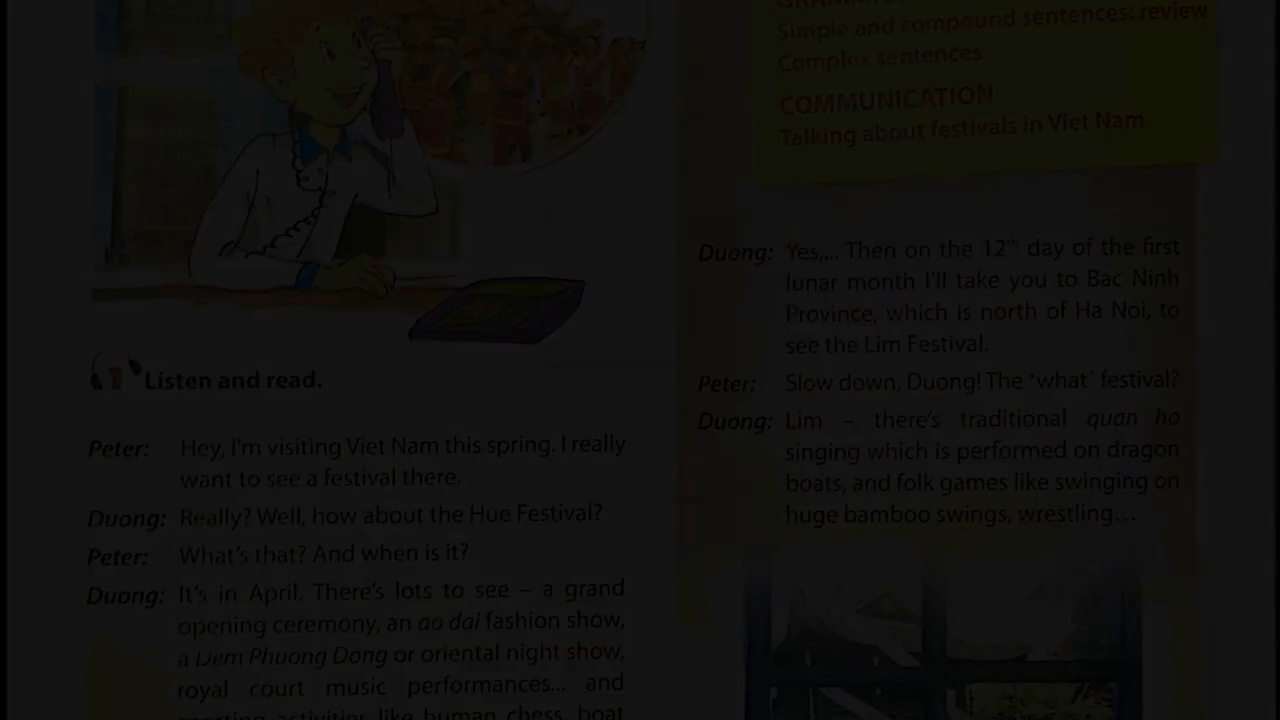 Listen and read.
Peter: Hey, I'm visiting Viet Nam this spring. I really
want to see a festival there.
Duong: Really? Well, how about the Hue Festival?
Peter: What's that? And when is it?
Duong: It's in April. There's lots to see – a grand
opening ceremony, an ao dai fashion show,
a Dem Phuong Dong or oriental night show,
royal court music performances... and
sporting activities like human chess, boat
Simple and compound sentences: review
Complex sentences
COMMUNICATION
Talking about festivals in Viet Nam
Duong: Yes,... Then on the 12th day of the first
lunar month I'll take you to Bac Ninh
Province, which is north of Ha Noi, to
see the Lim Festival.
Peter: Slow down, Duong! The 'what' festival?
Duong: Lim – there's traditional quan ho
singing which is performed on dragon
boats, and folk games like swinging on
huge bamboo swings, wrestling...